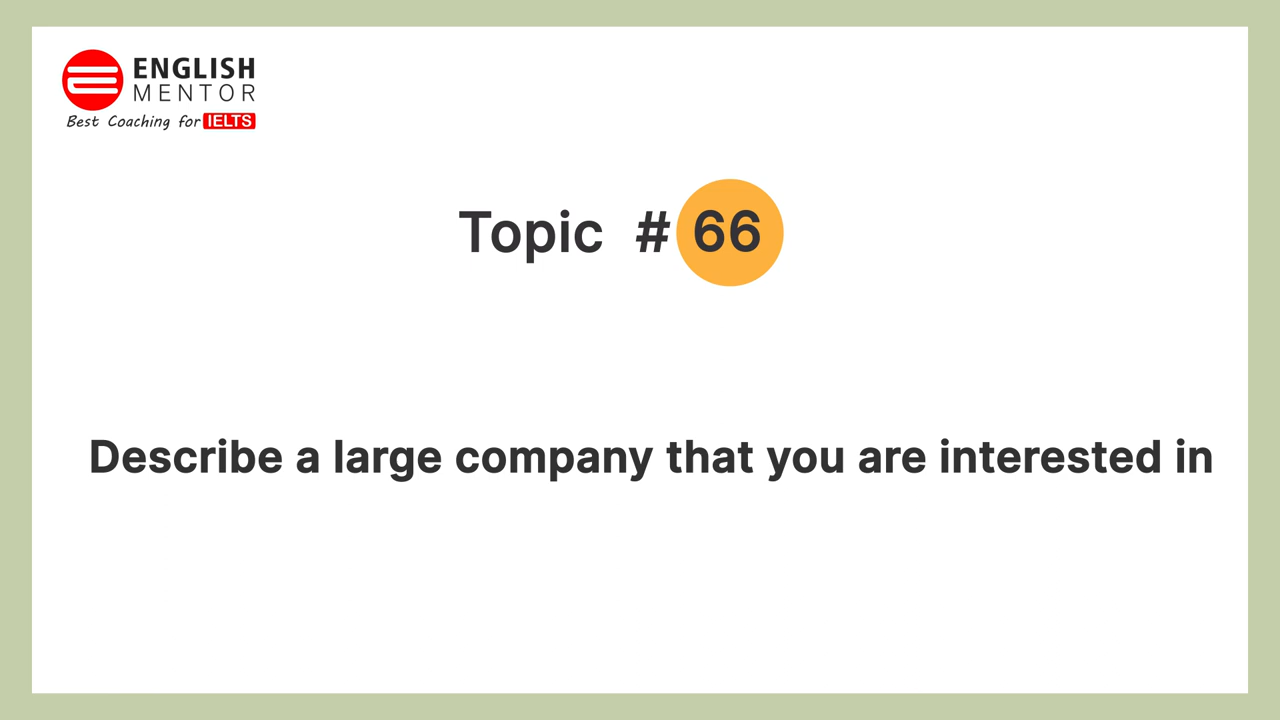 ENGLISH
MENTOR
Best Coaching for IELTS
Topic # 66
Describe a large company that you are interested in